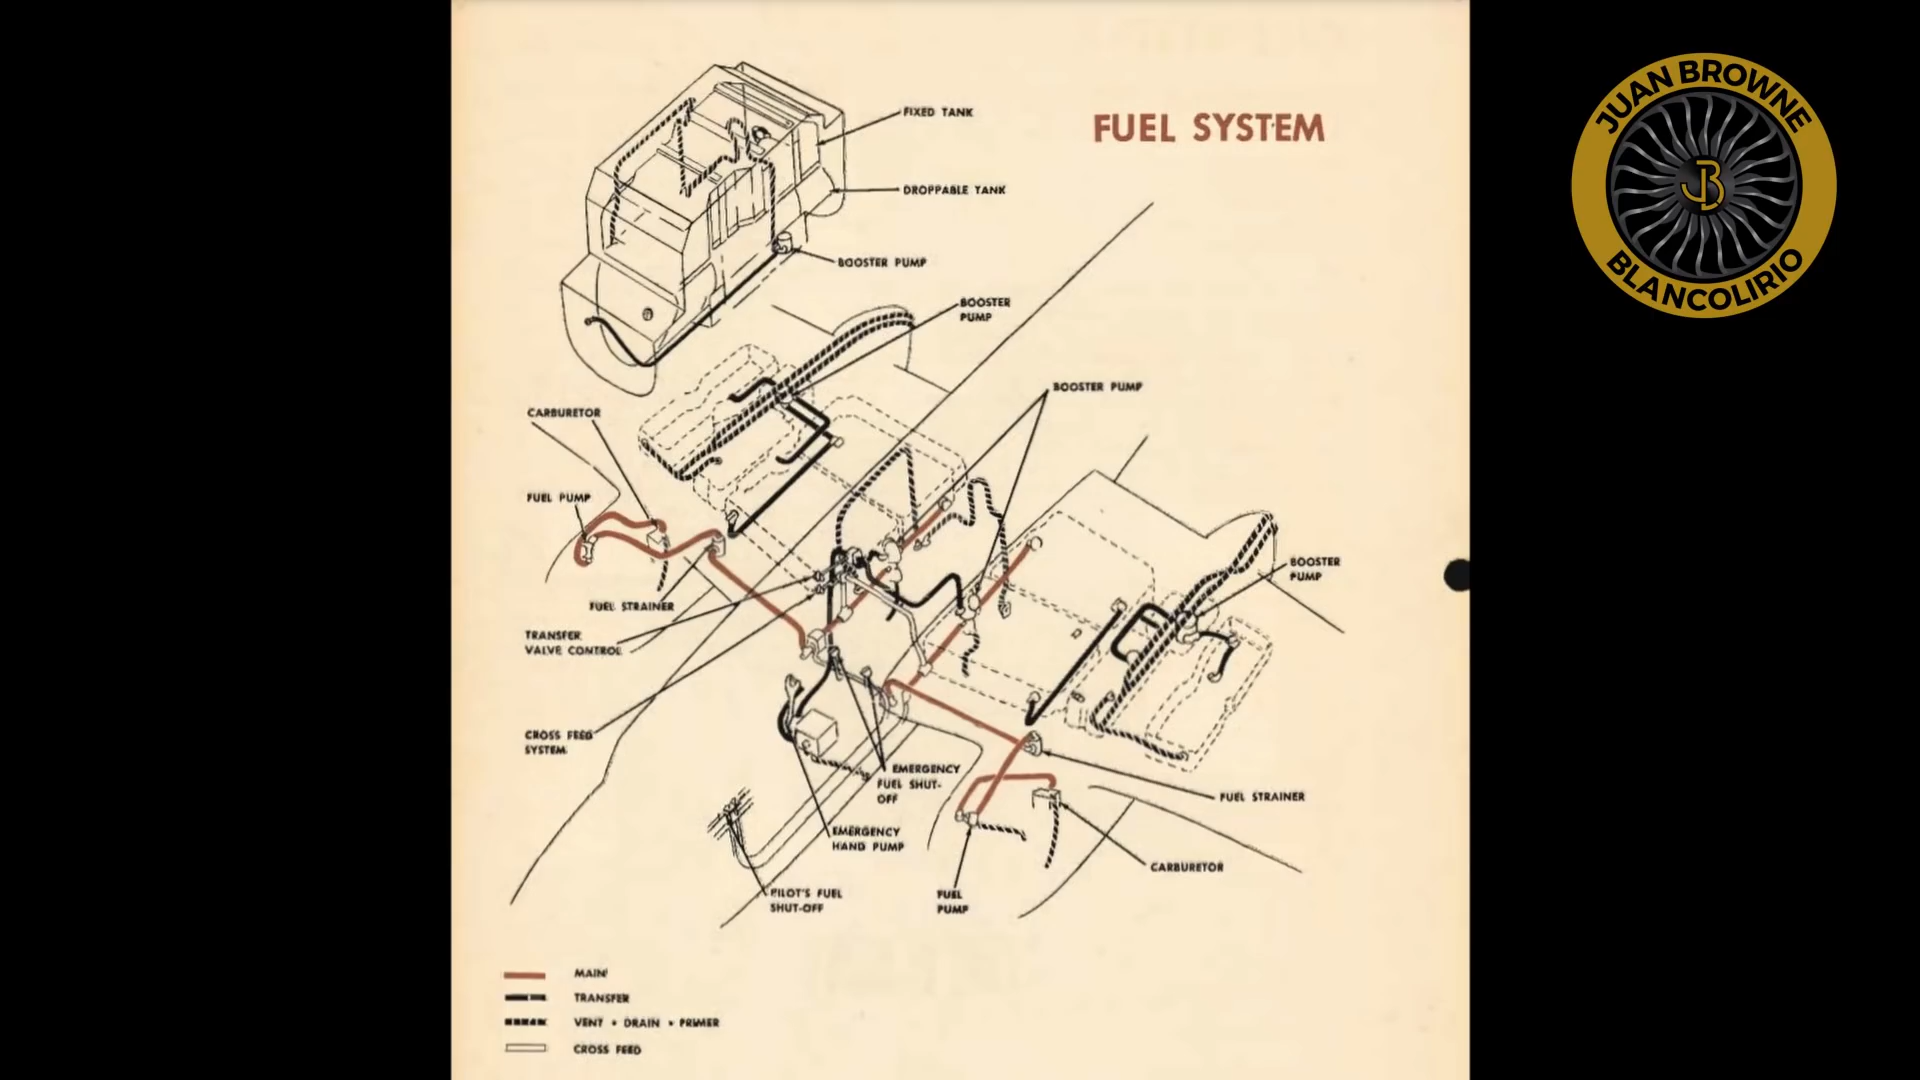 FUEL SYSTEM
FIXED TANK
DROPPABLE TANK
BOOSTER PUMP
BOOSTER
PUMP
BOOSTER PUMP
CARBURETOR
FUEL PUMP
BOOSTER
PUMP
FUEL STRAINER
TRANSFER
VALVE CONTROL
CROSS FEED
SYSTEM
EMERGENCY
FUEL SHUT-
OFF
FUEL STRAINER
EMERGENCY
HAND PUMP
CARBURETOR
PILOT'S FUEL
SHUT-OFF
FUEL
PUMP
MAIN
TRANSFER
VENT • DRAIN • PRIMER
CROSS FEED
JUAN BROWNE
JB
BLANCOLIRIO